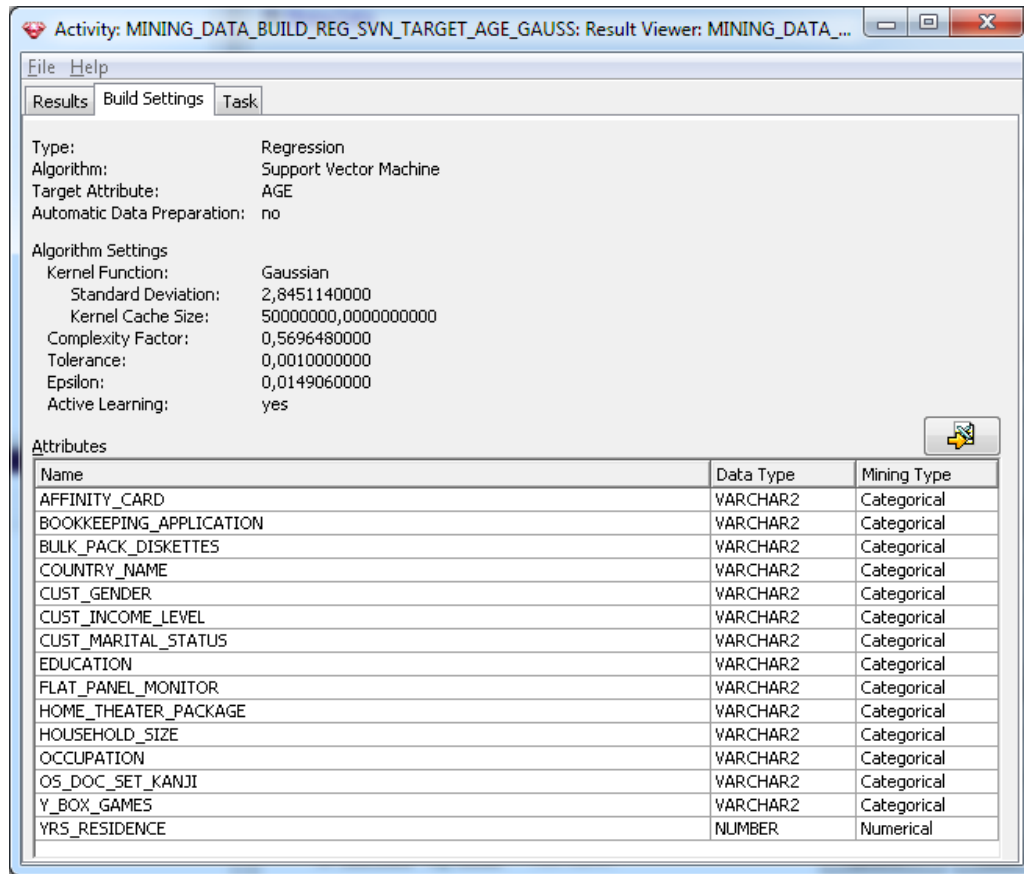 Activity: MINING_DATA_BUILD_REG_SVN_TARGET_AGE_GAUSS: Result Viewer: MINING_DATA_...
File Help
Results Build Settings Task
Type: Regression
Algorithm: Support Vector Machine
Target Attribute: AGE
Automatic Data Preparation: no
Algorithm Settings
Kernel Function: Gaussian
Standard Deviation: 2,8451140000
Kernel Cache Size: 50000000,0000000000
Complexity Factor: 0,5696480000
Tolerance: 0,0010000000
Epsilon: 0,0149060000
Active Learning: yes
Attributes
Name Data Type Mining Type
AFFINITY_CARD VARCHAR2 Categorical
BOOKKEEPING_APPLICATION VARCHAR2 Categorical
BULK_PACK_DISKETTES VARCHAR2 Categorical
COUNTRY_NAME VARCHAR2 Categorical
CUST_GENDER VARCHAR2 Categorical
CUST_INCOME_LEVEL VARCHAR2 Categorical
CUST_MARITAL_STATUS VARCHAR2 Categorical
EDUCATION VARCHAR2 Categorical
FLAT_PANEL_MONITOR VARCHAR2 Categorical
HOME_THEATER_PACKAGE VARCHAR2 Categorical
HOUSEHOLD_SIZE VARCHAR2 Categorical
OCCUPATION VARCHAR2 Categorical
OS_DOC_SET_KANJI VARCHAR2 Categorical
Y_BOX_GAMES VARCHAR2 Categorical
YRS_RESIDENCE NUMBER Numerical